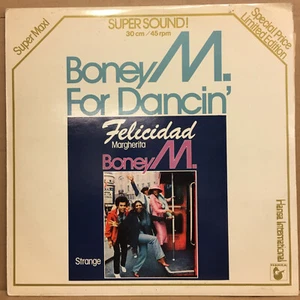 SUPER SOUND!
30 cm/45 rpm
Super Maxi
Special Price
Limited Edition
Boney M.
For Dancin'
Felicidad
Margherita
Boney M.
Strange
Hansa International